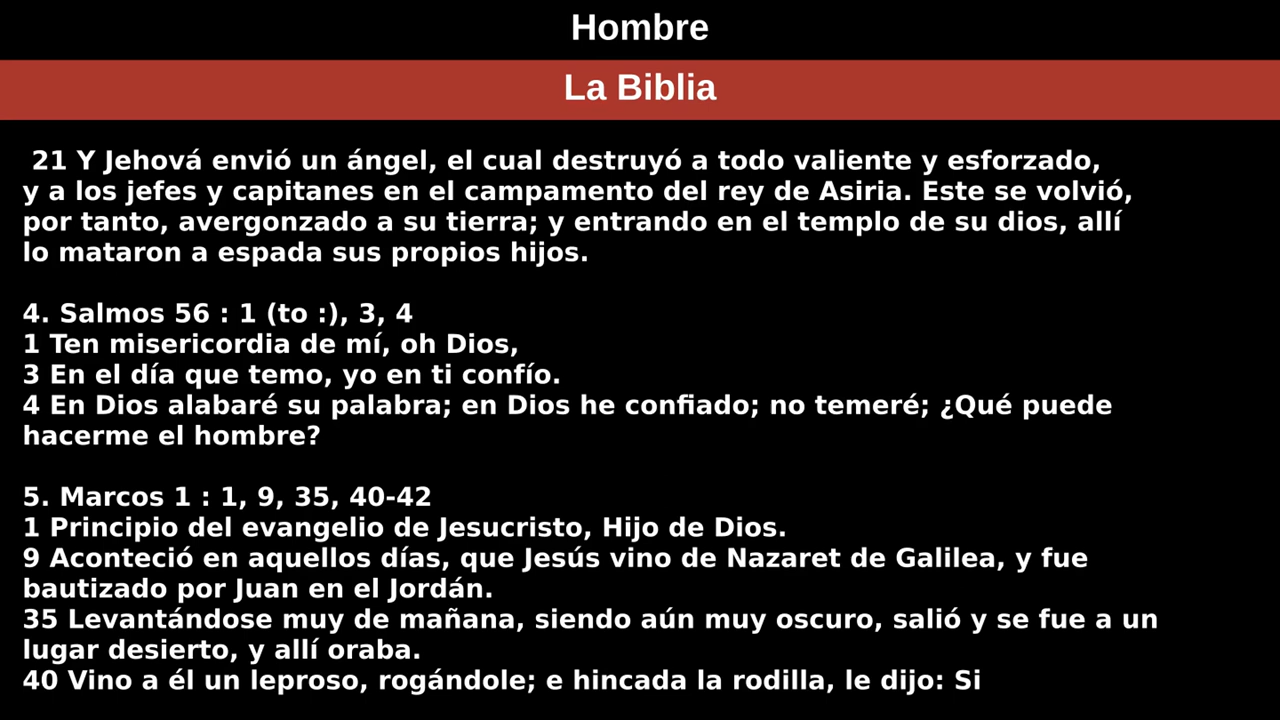 Hombre
La Biblia
21 Y Jehová envió un ángel, el cual destruyó a todo valiente y esforzado,
y a los jefes y capitanes en el campamento del rey de Asiria. Este se volvió,
por tanto, avergonzado a su tierra; y entrando en el templo de su dios, allí
lo mataron a espada sus propios hijos.
4. Salmos 56 : 1 (to :), 3, 4
1 Ten misericordia de mí, oh Dios,
3 En el día que temo, yo en ti confío.
4 En Dios alabaré su palabra; en Dios he confiado; no temeré; ¿Qué puede
hacerme el hombre?
5. Marcos 1 : 1, 9, 35, 40-42
1 Principio del evangelio de Jesucristo, Hijo de Dios.
9 Aconteció en aquellos días, que Jesús vino de Nazaret de Galilea, y fue
bautizado por Juan en el Jordán.
35 Levantándose muy de mañana, siendo aún muy oscuro, salió y se fue a un
lugar desierto, y allí oraba.
40 Vino a él un leproso, rogándole; e hincada la rodilla, le dijo: Si